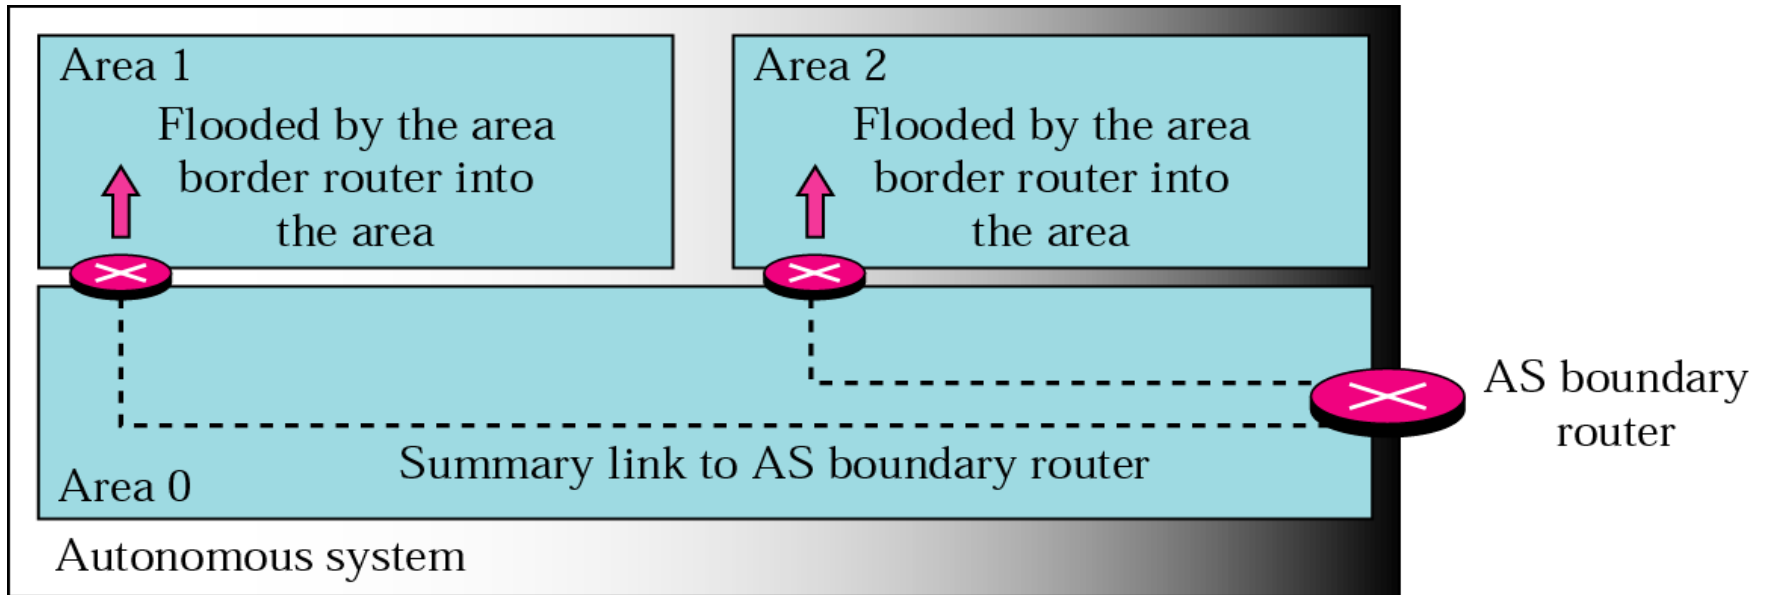 Area 1
Flooded by the area
border router into
the area
Area 2
Flooded by the area
border router into
the area
AS boundary
router
Summary link to AS boundary router
Area 0
Autonomous system